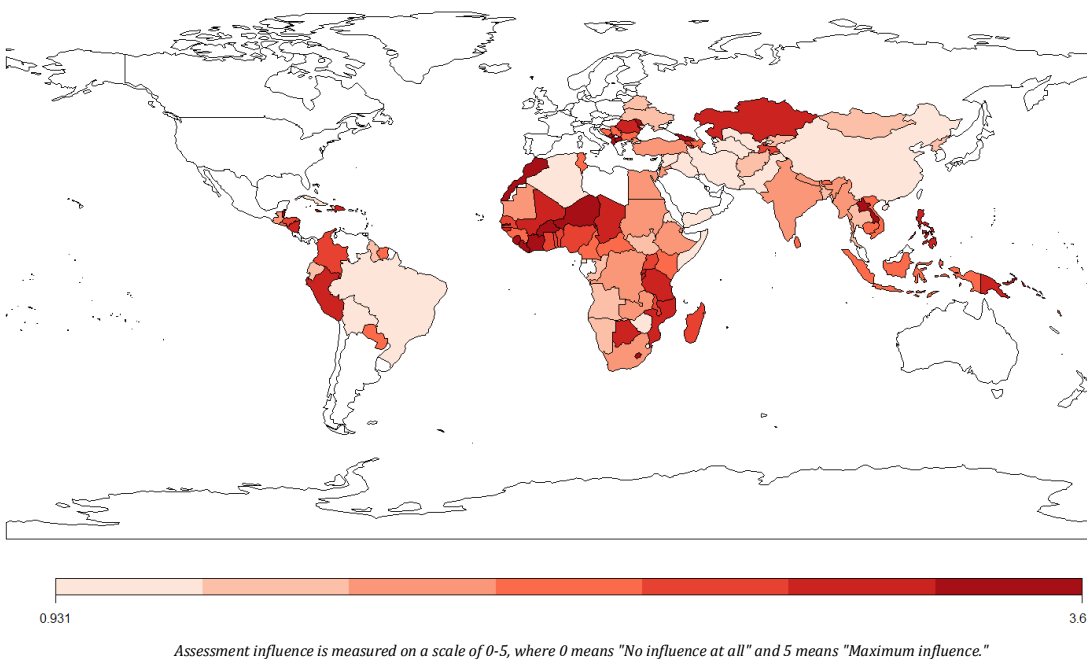 0.931
3.6
Assessment influence is measured on a scale of 0-5, where 0 means "No influence at all" and 5 means "Maximum influence."